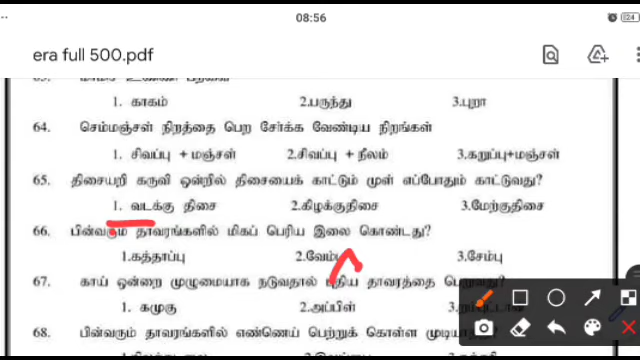 08:56
24
era full 500.pdf
1. காகம் 2.பருந்து 3.புறா
64. செம்மஞ்சள் நிறத்தை பெற சேர்க்க வேண்டிய நிறங்கள்
1. சிவப்பு + மஞ்சள் 2.சிவப்பு + நீலம் 3.கறுப்பு+மஞ்சள்
65. திசையறி கருவி ஒன்றில் திசையைக் காட்டும் முள் எப்போதும் காட்டுவது?
1. வடக்கு திசை 2.கிழக்குதிசை 3.மேற்குதிசை
66. பின்வரும் தாவரங்களில் மிகப் பெரிய இலை கொண்டது?
1.கத்தாப்பு 2.வேம்பு 3.சேம்பு
67. காய் ஒன்றை முழுமையாக நடுவதால் புதிய தாவரத்தை பெறுவது?
1. கமுகு 2.அப்பிள்
68. பின்வரும் தாவரங்களில் எண்ணெய் பெற்றுக் கொள்ள